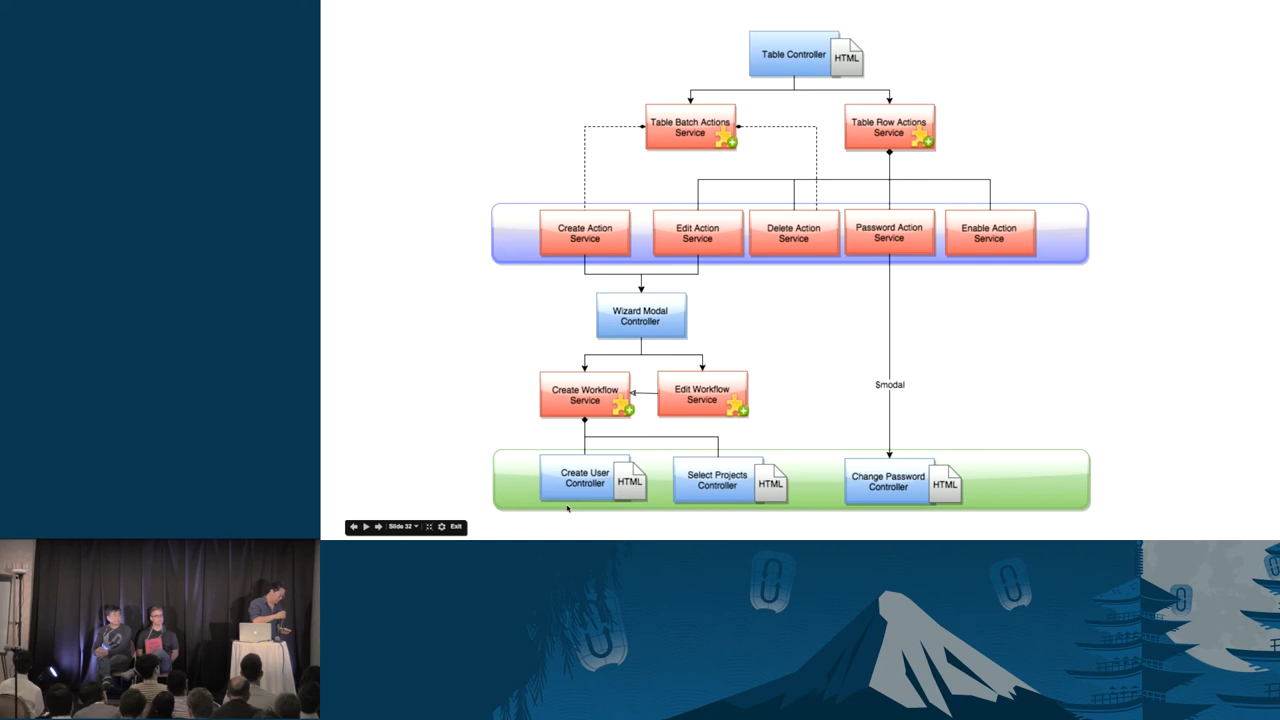 Table Controller
HTML
Table Batch Actions
Service
Table Row Actions
Service
Create Action
Service
Edit Action
Service
Delete Action
Service
Password Action
Service
Enable Action
Service
Wizard Modal
Controller
Create Workflow
Service
Edit Workflow
Service
$modal
Create User
Controller
HTML
Select Projects
Controller
HTML
Change Password
Controller
HTML
Slide 32
Exit